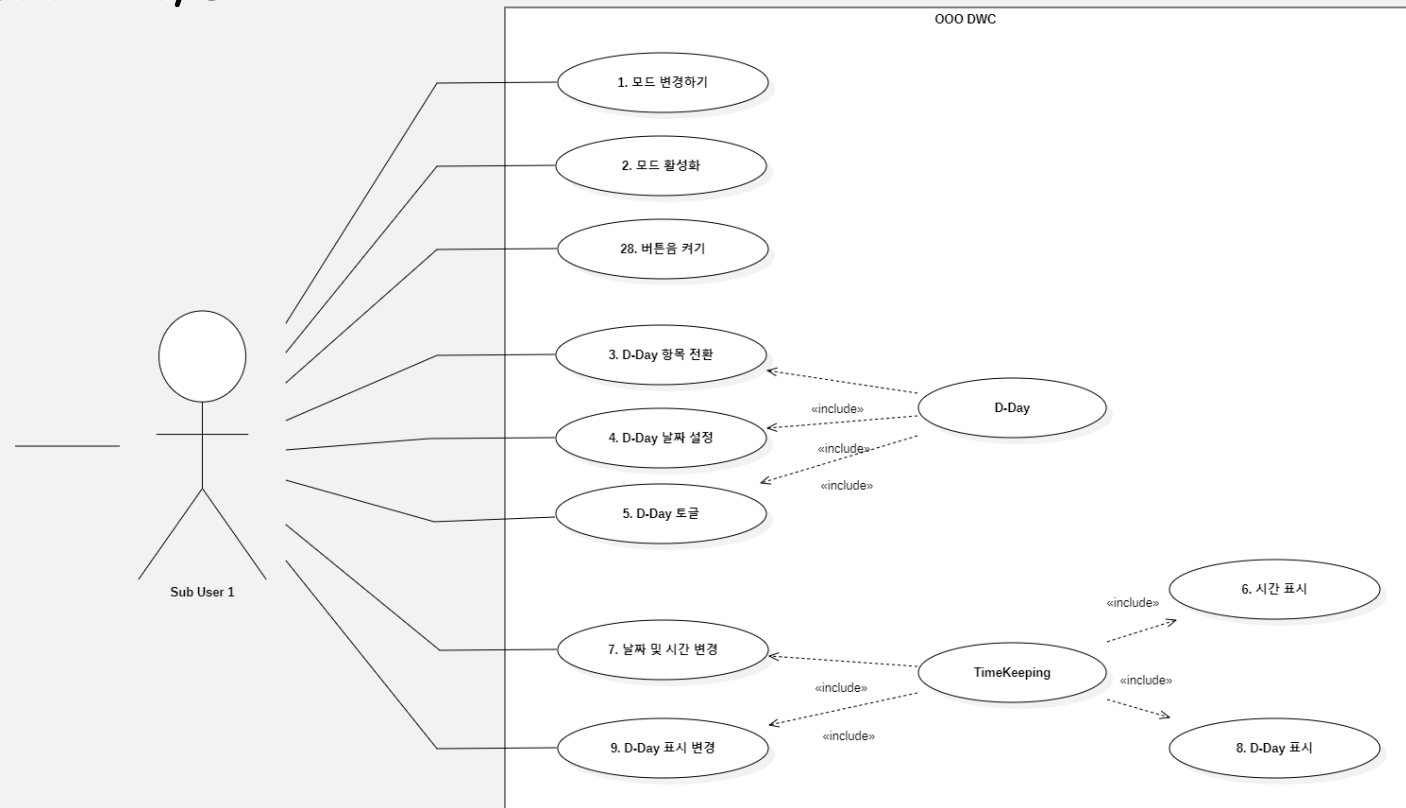 OOO DWC
1. 모드 변경하기
2. 모드 활성화
28. 버튼음 켜기
3. D-Day 항목 전환
D-Day
«include»
4. D-Day 날짜 설정
«include»
«include»
5. D-Day 토글
Sub User 1
6. 시간 표시
«include»
7. 날짜 및 시간 변경
TimeKeeping
«include»
«include»
«include»
9. D-Day 표시 변경
8. D-Day 표시